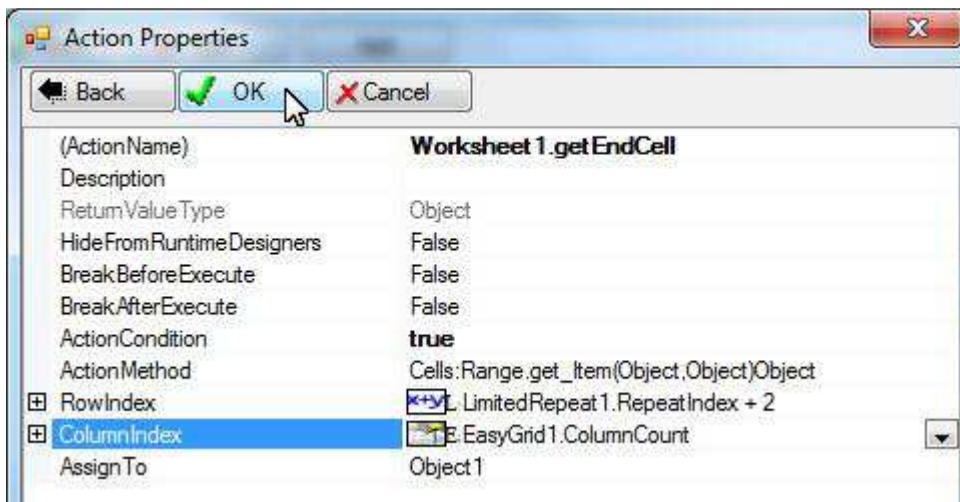 Action Properties
Back OK Cancel
(ActionName) Worksheet1.getEndCell
Description
ReturnValueType Object
HideFromRuntimeDesigners False
BreakBeforeExecute False
BreakAfterExecute False
ActionCondition true
ActionMethod Cells:Range.get_Item(Object,Object)Object
RowIndex x+y L LimitedRepeat1.RepeatIndex + 2
ColumnIndex E EasyGrid1.ColumnCount
AssignTo Object1